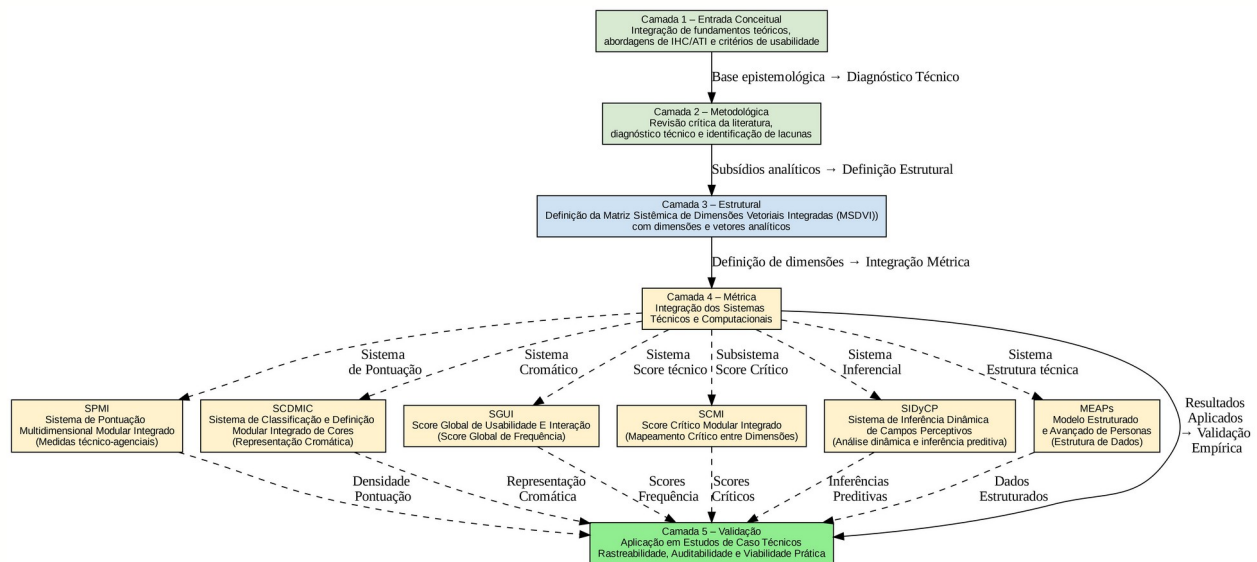 Camada 1 – Entrada Conceitual
Integração de fundamentos teóricos,
abordagens de IHC/ATI e critérios de usabilidade
Base epistemológica → Diagnóstico Técnico
Camada 2 – Metodológica
Revisão crítica da literatura,
diagnóstico técnico e identificação de lacunas
Subsídios analíticos → Definição Estrutural
Camada 3 – Estrutural
Definição da Matriz Sistêmica de Dimensões Vetoriais Integradas (MSDVI))
com dimensões e vetores analíticos
Definição de dimensões → Integração Métrica
Camada 4 – Métrica
Integração dos Sistemas
Técnicos e Computacionais
Sistema
de Pontuação
Sistema
Cromático
Sistema
Score técnico
Subsistema
Score Crítico
Sistema
Inferencial
Sistema
Estrutura técnica
SPMI
Sistema de Pontuação
Multidimensional Modular Integrado
(Medidas técnico-agenciais)
SCDMIC
Sistema de Classificação e Definição
Modular Integrado de Cores
(Representação Cromática)
SGUI
Score Global de Usabilidade E Interação
(Score Global de Frequência)
SCMI
Score Crítico Modular Integrado
(Mapeamento Crítico entre Dimensões)
SIDyCP
Sistema de Inferência Dinâmica
de Campos Perceptivos
(Análise dinâmica e inferência preditiva)
MEAPs
Modelo Estruturado
e Avançado de Personas
(Estrutura de Dados)
Resultados
Aplicados
→ Validação
Empírica
Densidade
Pontuação
Representação
Cromática
Scores
Frequência
Scores
Críticos
Inferências
Preditivas
Dados
Estruturados
Camada 5 – Validação
Aplicação em Estudos de Caso Técnicos
Rastreabilidade, Auditabilidade e Viabilidade Prática